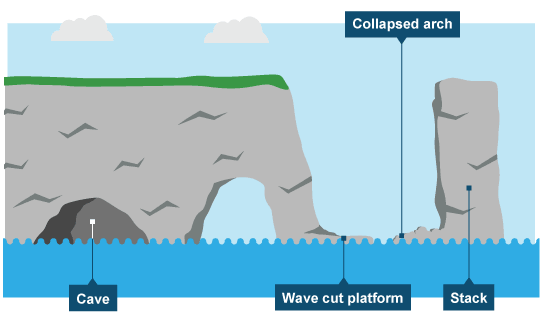 Collapsed arch
Cave
Wave cut platform
Stack